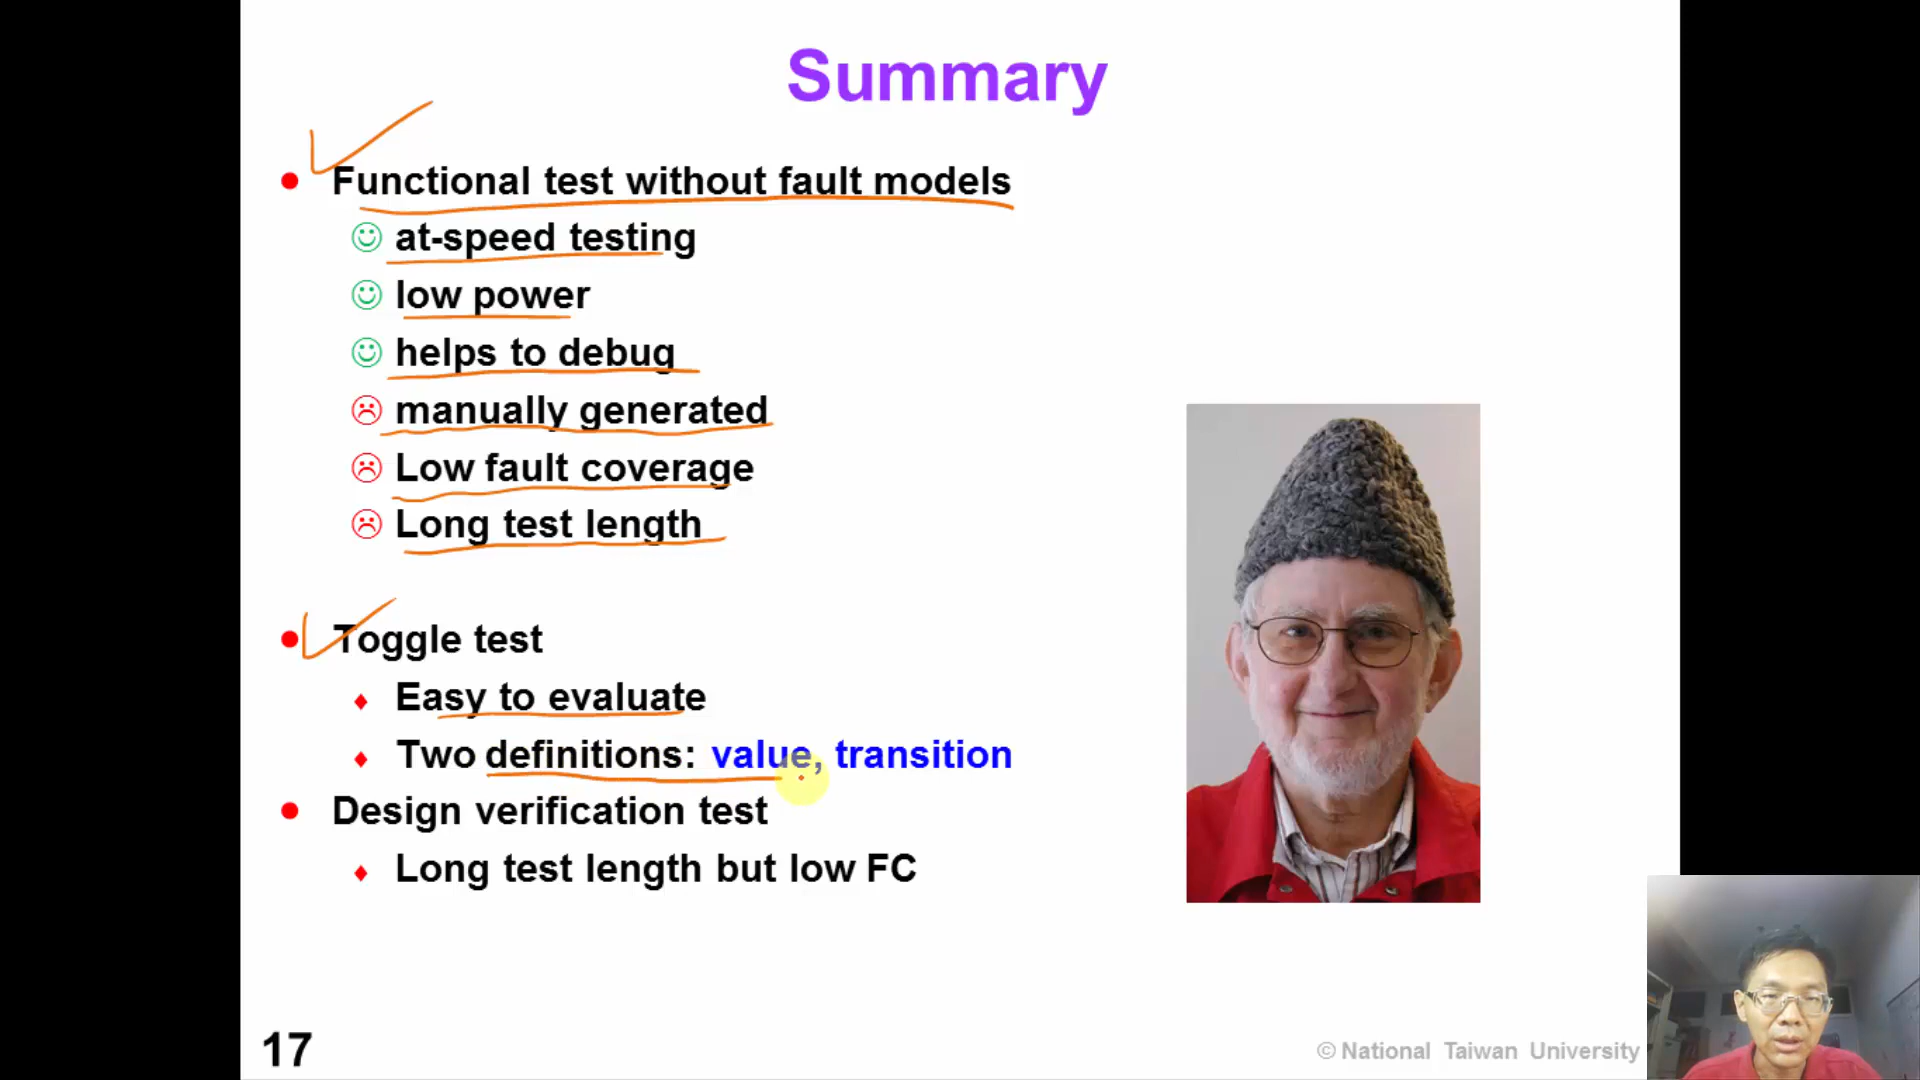 Summary
Functional test without fault models
at-speed testing
low power
helps to debug
manually generated
Low fault coverage
Long test length
Toggle test
Easy to evaluate
Two definitions: value, transition
Design verification test
Long test length but low FC
17
© National Taiwan University